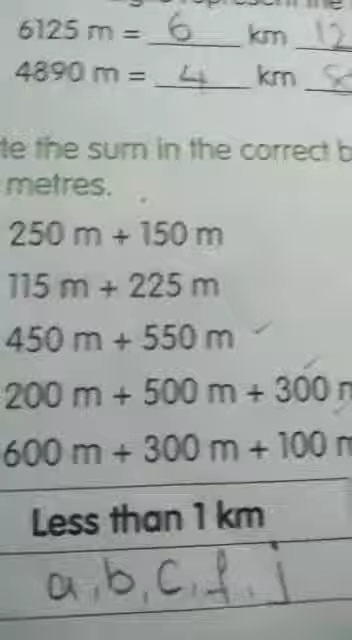 6125 m = 6 km 12
4890 m = 4 km
te the sum in the correct b
metres.
250 m + 150 m
115 m + 225 m
450 m + 550 m
200 m + 500 m + 300 m
600 m + 300 m + 100 m
Less than 1 km
a, b, c, f, j